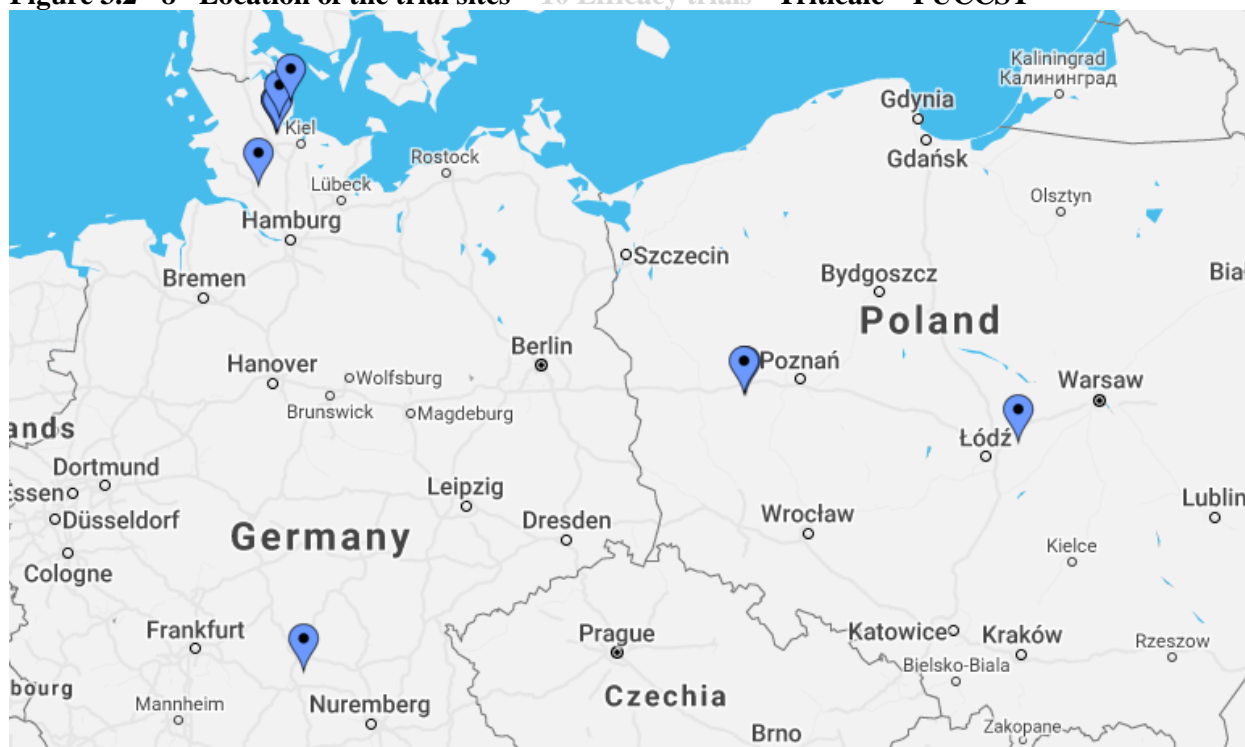 Figure 3.2 - 8 - Location of the trial sites – 10 Efficacy trials – Triticale – PUCCST
Kaliningrad
Калининград
Gdynia
Gdańsk
Kiel
Rostock
Lübeck
Olsztyn
Hamburg
Szczecin
Bremen
Bydgoszcz
Bia
Poland
Berlin
Hanover
Wolfsburg
Poznań
Warsaw
Brunswick
Magdeburg
ands
Łódź
Dortmund
Essen
Leipzig
Lublin
Düsseldorf
Dresden
Wrocław
Germany
Kielce
Cologne
Frankfurt
Prague
Katowice
Kraków
Rzeszow
Bielsko-Biala
bourg
Mannheim
Nuremberg
Czechia
Zakopane
Brno